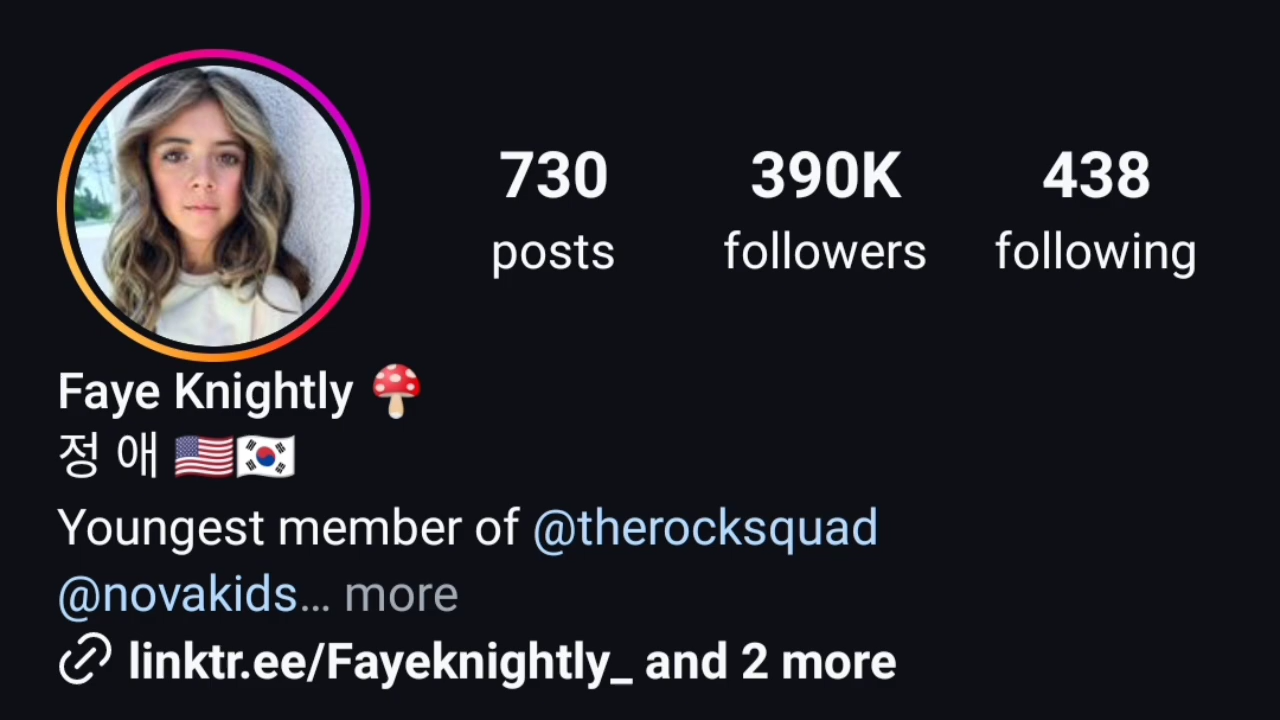 730 390K 438
posts followers following
Faye Knightly 🍄
정 애 🇺🇸🇰🇷
Youngest member of @therocksquad
@novakids... more
linktr.ee/Fayeknightly_ and 2 more